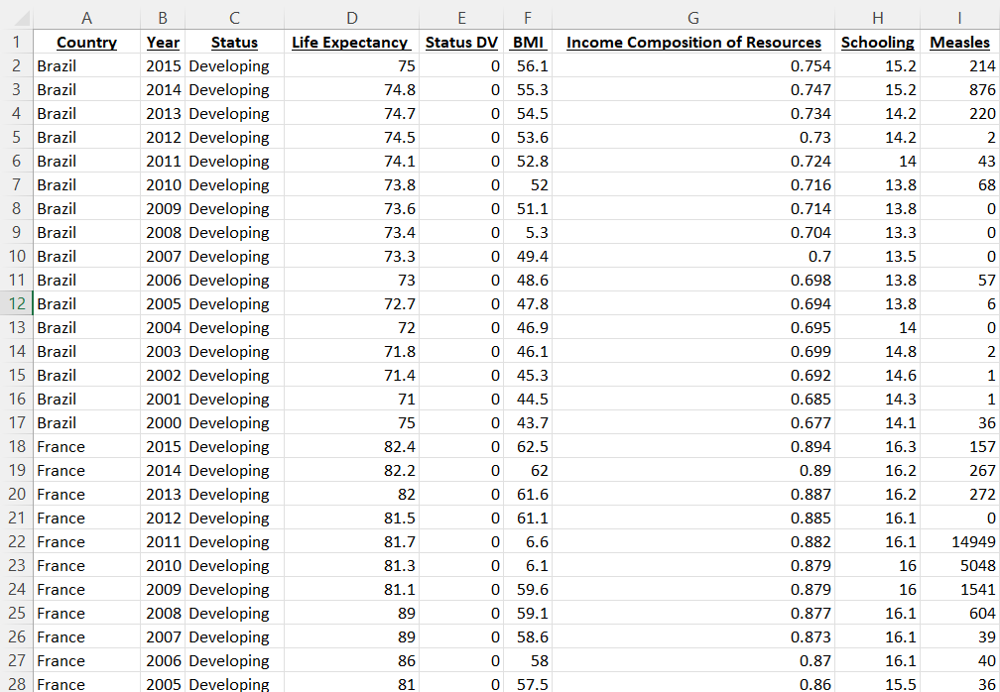 A B C D E F G H I
1 Country Year Status Life Expectancy Status DV BMI Income Composition of Resources Schooling Measles
2 Brazil 2015 Developing 75 0 56.1 0.754 15.2 214
3 Brazil 2014 Developing 74.8 0 55.3 0.747 15.2 876
4 Brazil 2013 Developing 74.7 0 54.5 0.734 14.2 220
5 Brazil 2012 Developing 74.5 0 53.6 0.73 14.2 2
6 Brazil 2011 Developing 74.1 0 52.8 0.724 14 43
7 Brazil 2010 Developing 73.8 0 52 0.716 13.8 68
8 Brazil 2009 Developing 73.6 0 51.1 0.714 13.8 0
9 Brazil 2008 Developing 73.4 0 5.3 0.704 13.3 0
10 Brazil 2007 Developing 73.3 0 49.4 0.7 13.5 0
11 Brazil 2006 Developing 73 0 48.6 0.698 13.8 57
12 Brazil 2005 Developing 72.7 0 47.8 0.694 13.8 6
13 Brazil 2004 Developing 72 0 46.9 0.695 14 0
14 Brazil 2003 Developing 71.8 0 46.1 0.699 14.8 2
15 Brazil 2002 Developing 71.4 0 45.3 0.692 14.6 1
16 Brazil 2001 Developing 71 0 44.5 0.685 14.3 1
17 Brazil 2000 Developing 75 0 43.7 0.677 14.1 36
18 France 2015 Developing 82.4 0 62.5 0.894 16.3 157
19 France 2014 Developing 82.2 0 62 0.89 16.2 267
20 France 2013 Developing 82 0 61.6 0.887 16.2 272
21 France 2012 Developing 81.5 0 61.1 0.885 16.1 0
22 France 2011 Developing 81.7 0 6.6 0.882 16.1 14949
23 France 2010 Developing 81.3 0 6.1 0.879 16 5048
24 France 2009 Developing 81.1 0 59.6 0.879 16 1541
25 France 2008 Developing 89 0 59.1 0.877 16.1 604
26 France 2007 Developing 89 0 58.6 0.873 16.1 39
27 France 2006 Developing 86 0 58 0.87 16.1 40
28 France 2005 Developing 81 0 57.5 0.86 15.5 36